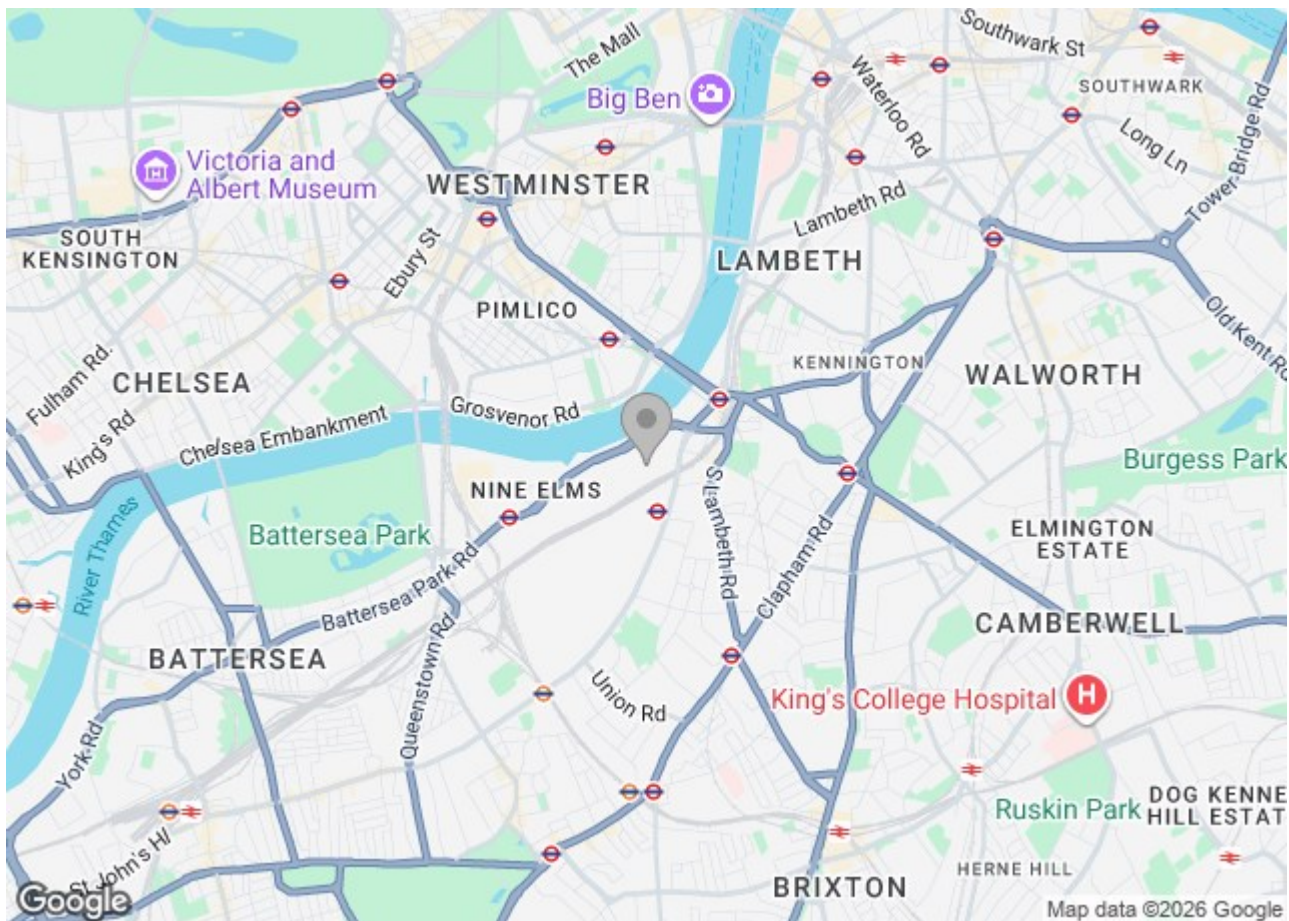 The Mall
Southwark St
Big Ben
Waterloo Rd
SOUTHWARK
Long Ln
Tower Bridge Rd
Victoria and
Albert Museum
WESTMINSTER
Lambeth Rd
SOUTH
KENSINGTON
Ebury St
LAMBETH
PIMLICO
Old Kent Rd
Fulham Rd.
CHELSEA
KENNINGTON
WALWORTH
King's Rd
Chelsea Embankment
Grosvenor Rd
Burgess Park
NINE ELMS
S Lambeth Rd
Clapham Rd
Battersea Park
ELMINGTON
ESTATE
River Thames
Battersea Park Rd
Queenstown Rd
CAMBERWELL
BATTERSEA
Union Rd
King's College Hospital
H
York Rd
Ruskin Park
DOG KENNE
HILL ESTAT
St John's Hl
HERNE HILL
BRIXTON
Google
Map data ©2026 Google